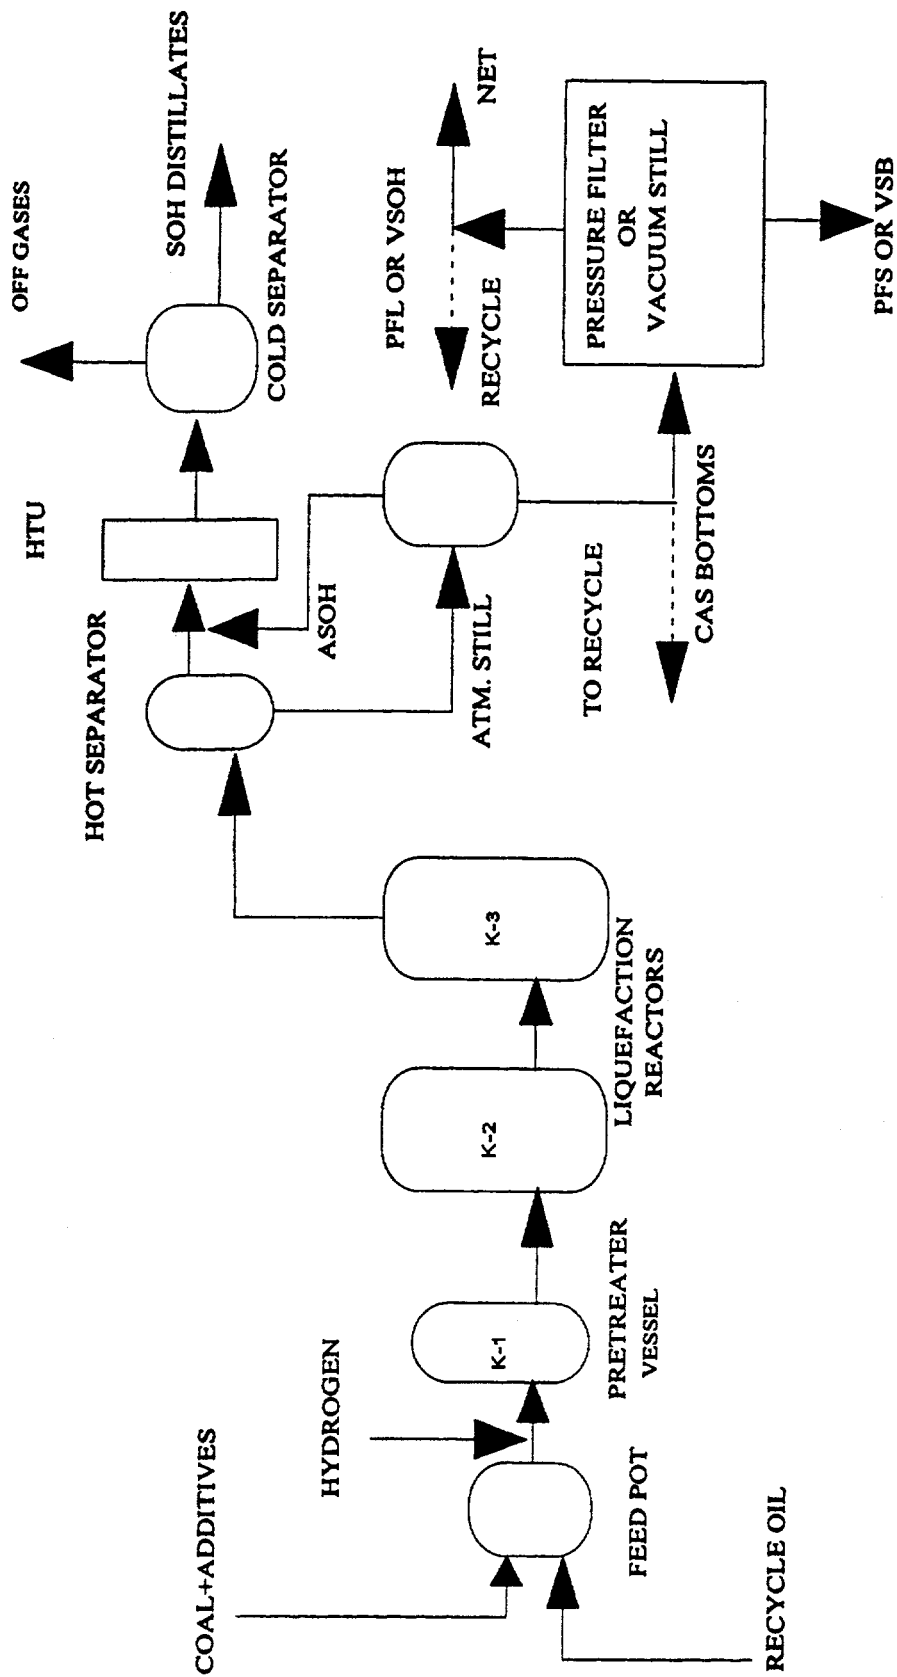 COAL+ADDITIVES
RECYCLE OIL
FEED POT
HYDROGEN
K-1
PRETREATER
VESSEL
K-2
K-3
LIQUEFACTION
REACTORS
HOT SEPARATOR
HTU
OFF GASES
SOH DISTILLATES
COLD SEPARATOR
ASOH
ATM. STILL
TO RECYCLE
CAS BOTTOMS
PFL OR VSOH
RECYCLE
NET
PRESSURE FILTER
OR
VACUUM STILL
PFS OR VSB